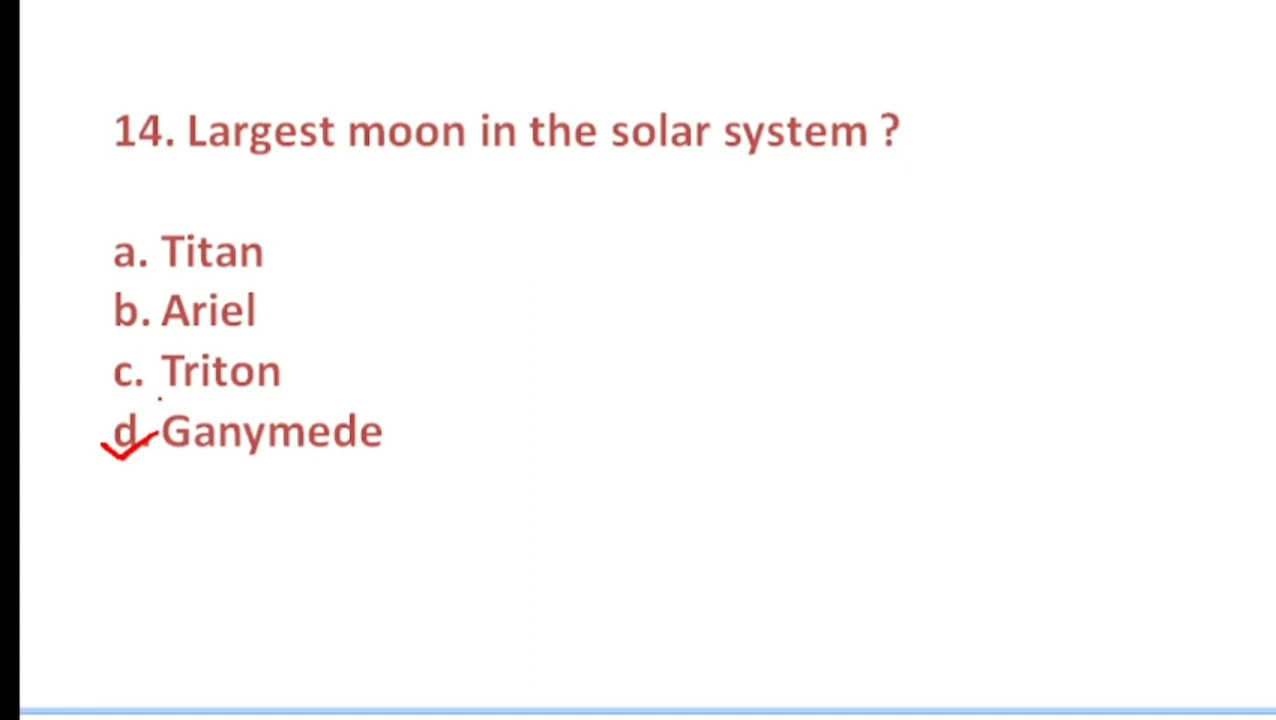 14. Largest moon in the solar system ?
a. Titan
b. Ariel
c. Triton
d. Ganymede